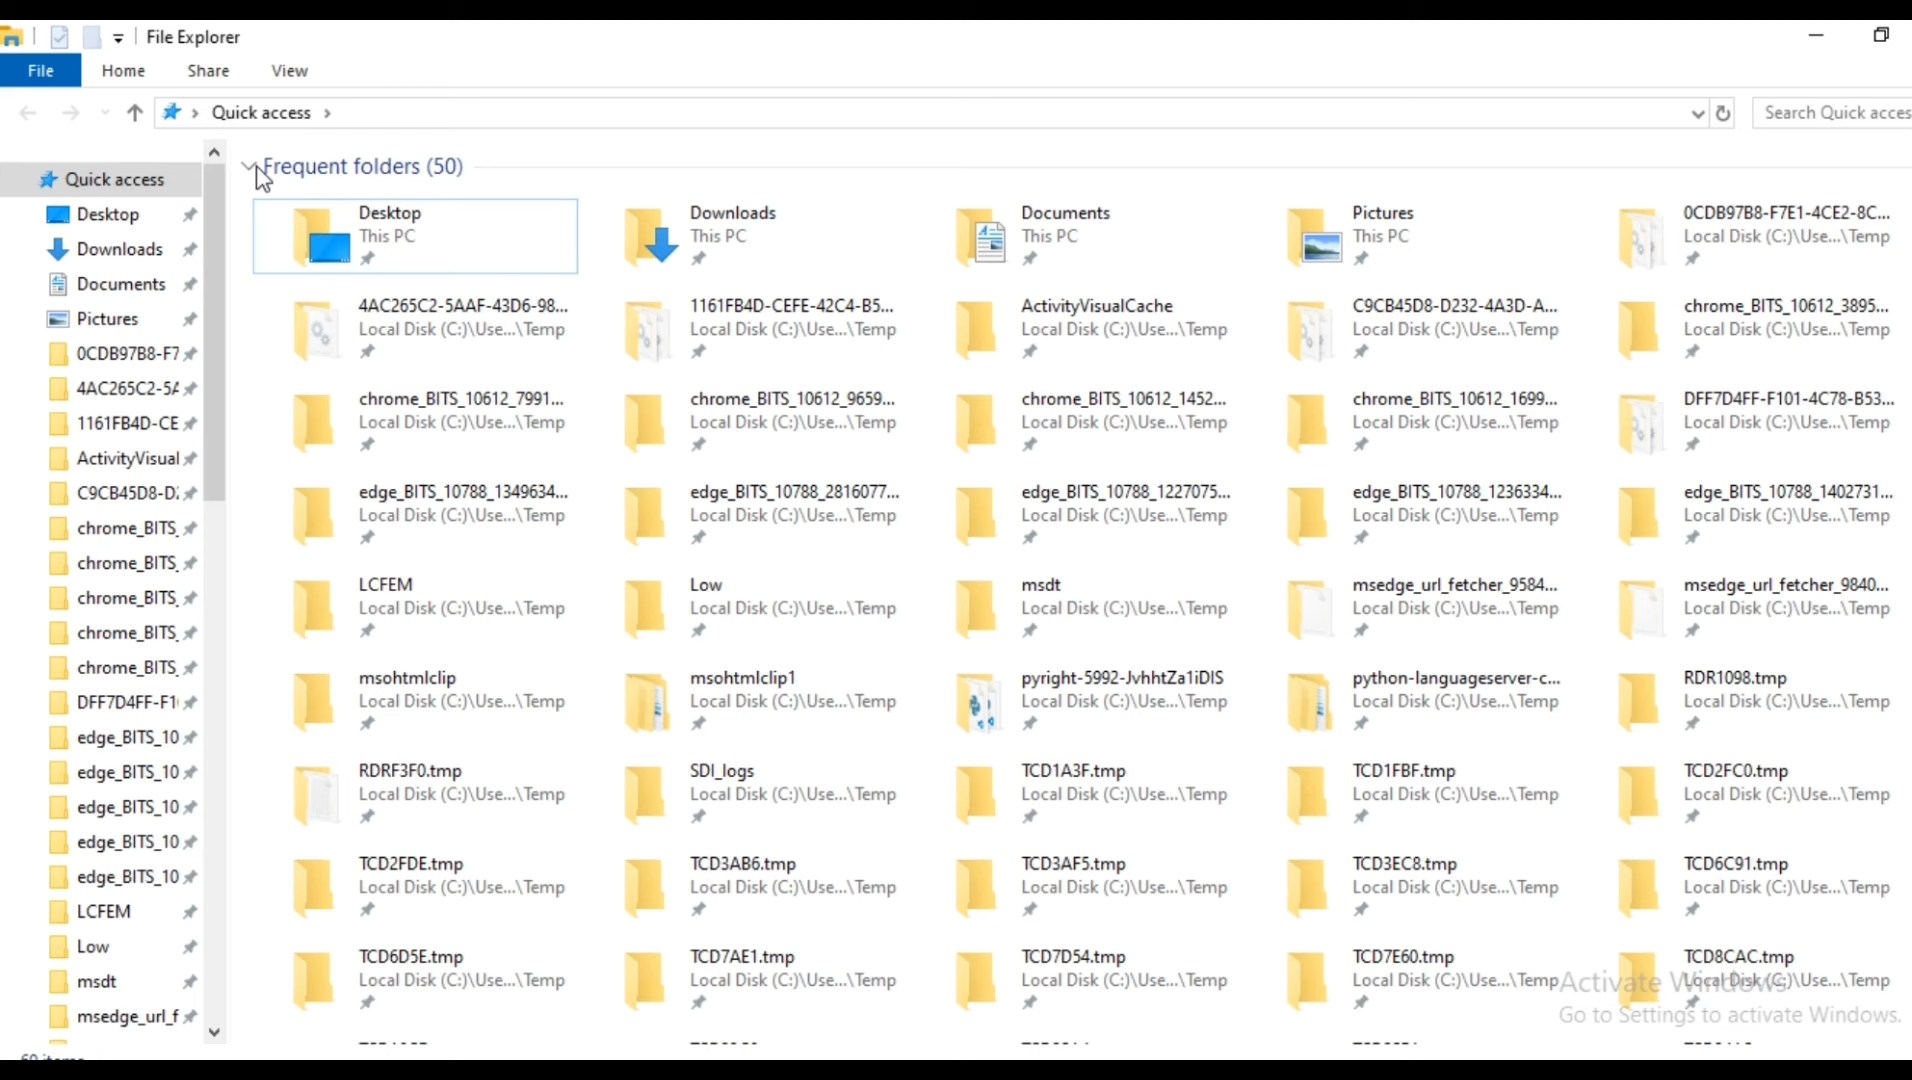 File Explorer
File Home Share View
Quick access
Search Quick acces
Quick access
Desktop
Downloads
Documents
Pictures
0CDB97B8-F7
4AC265C2-5A
1161FB4D-CE
ActivityVisual
C9CB45D8-D
chrome_BITS_
chrome_BITS_
chrome_BITS_
chrome_BITS_
chrome_BITS_
DFF7D4FF-F1
edge_BITS_10
edge_BITS_10
edge_BITS_10
edge_BITS_10
edge_BITS_10
LCFEM
Low
msdt
msedge_url_f
Frequent folders (50)
Desktop Downloads Documents Pictures 0CDB97B8-F7E1-4CE2-8C...
This PC This PC This PC This PC Local Disk (C:)\Use...\Temp
4AC265C2-5AAF-43D6-98... 1161FB4D-CEFE-42C4-B5... ActivityVisualCache C9CB45D8-D232-4A3D-A... chrome_BITS_10612_3895...
Local Disk (C:)\Use...\Temp Local Disk (C:)\Use...\Temp Local Disk (C:)\Use...\Temp Local Disk (C:)\Use...\Temp Local Disk (C:)\Use...\Temp
chrome_BITS_10612_7991... chrome_BITS_10612_9659... chrome_BITS_10612_1452... chrome_BITS_10612_1699... DFF7D4FF-F101-4C78-B53...
Local Disk (C:)\Use...\Temp Local Disk (C:)\Use...\Temp Local Disk (C:)\Use...\Temp Local Disk (C:)\Use...\Temp Local Disk (C:)\Use...\Temp
edge_BITS_10788_1349634... edge_BITS_10788_2816077... edge_BITS_10788_1227075... edge_BITS_10788_1236334... edge_BITS_10788_1402731...
Local Disk (C:)\Use...\Temp Local Disk (C:)\Use...\Temp Local Disk (C:)\Use...\Temp Local Disk (C:)\Use...\Temp Local Disk (C:)\Use...\Temp
LCFEM Low msdt msedge_url_fetcher_9584... msedge_url_fetcher_9840...
Local Disk (C:)\Use...\Temp Local Disk (C:)\Use...\Temp Local Disk (C:)\Use...\Temp Local Disk (C:)\Use...\Temp Local Disk (C:)\Use...\Temp
msohtmlclip msohtmlclip1 pyright-5992-JvhhtZa1iDIS python-languageserver-c... RDR1098.tmp
Local Disk (C:)\Use...\Temp Local Disk (C:)\Use...\Temp Local Disk (C:)\Use...\Temp Local Disk (C:)\Use...\Temp Local Disk (C:)\Use...\Temp
RDRF3F0.tmp SDI_logs TCD1A3F.tmp TCD1FBF.tmp TCD2FC0.tmp
Local Disk (C:)\Use...\Temp Local Disk (C:)\Use...\Temp Local Disk (C:)\Use...\Temp Local Disk (C:)\Use...\Temp Local Disk (C:)\Use...\Temp
TCD2FDE.tmp TCD3AB6.tmp TCD3AF5.tmp TCD3EC8.tmp TCD6C91.tmp
Local Disk (C:)\Use...\Temp Local Disk (C:)\Use...\Temp Local Disk (C:)\Use...\Temp Local Disk (C:)\Use...\Temp Local Disk (C:)\Use...\Temp
TCD6D5E.tmp TCD7AE1.tmp TCD7D54.tmp TCD7E60.tmp TCD8CAC.tmp
Local Disk (C:)\Use...\Temp Local Disk (C:)\Use...\Temp Local Disk (C:)\Use...\Temp Local Disk (C:)\Use...\Temp Local Disk (C:)\Use...\Temp
Activate Windows
Go to Settings to activate Windows.